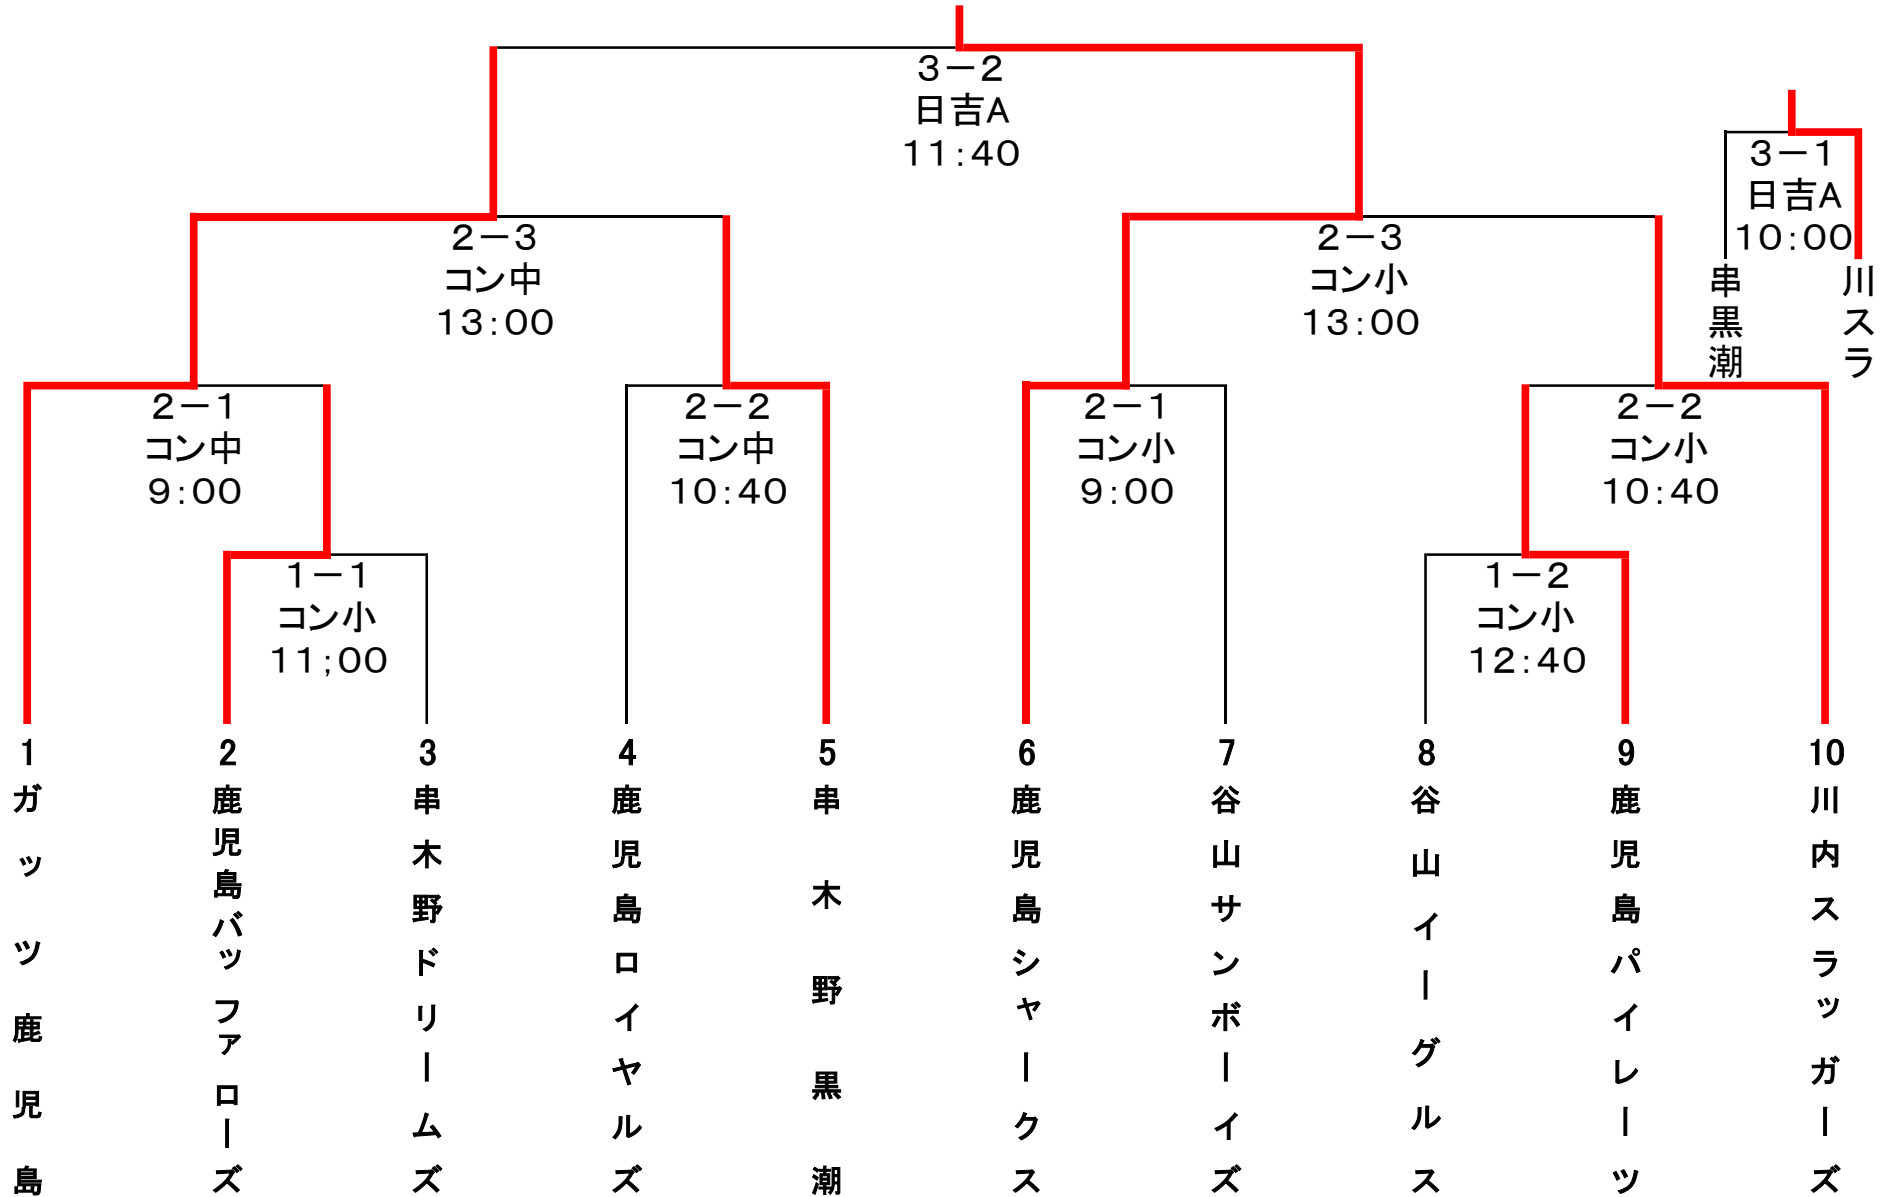 3－2
日吉A
11:40
3－1
日吉A
10:00
串黒潮
川スラ
2－3
コン中
13:00
2－3
コン小
13:00
2－1
コン中
9:00
2－2
コン中
10:40
2－1
コン小
9:00
2－2
コン小
10:40
1－1
コン小
11;00
1－2
コン小
12:40
1
ガッツ鹿児島
2
鹿児島バッファローズ
3
串木野ドリームズ
4
鹿児島ロイヤルズ
5
串木野黒潮
6
鹿児島シャークス
7
谷山サンボーイズ
8
谷山イーグルス
9
鹿児島パイレーツ
10
川内スラッガーズ